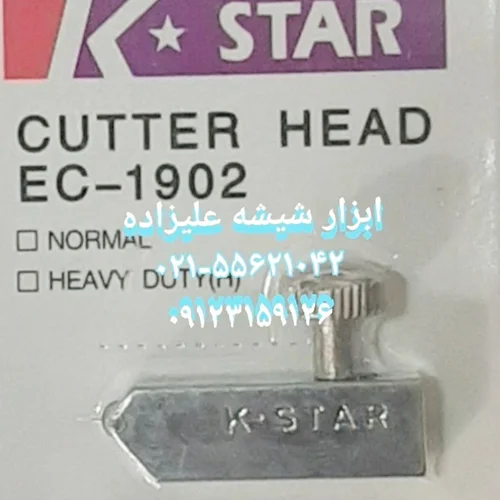 K★STAR
CUTTER HEAD
EC-1902
ابزار شیشه علیزاده
☐ NORMAL
۰۲۱-۵۵۶۲۱۰۴۲
☐ HEAVY DUTY(H)
۰۹۱۲۳۱۵۹۱۲۶
K·STAR